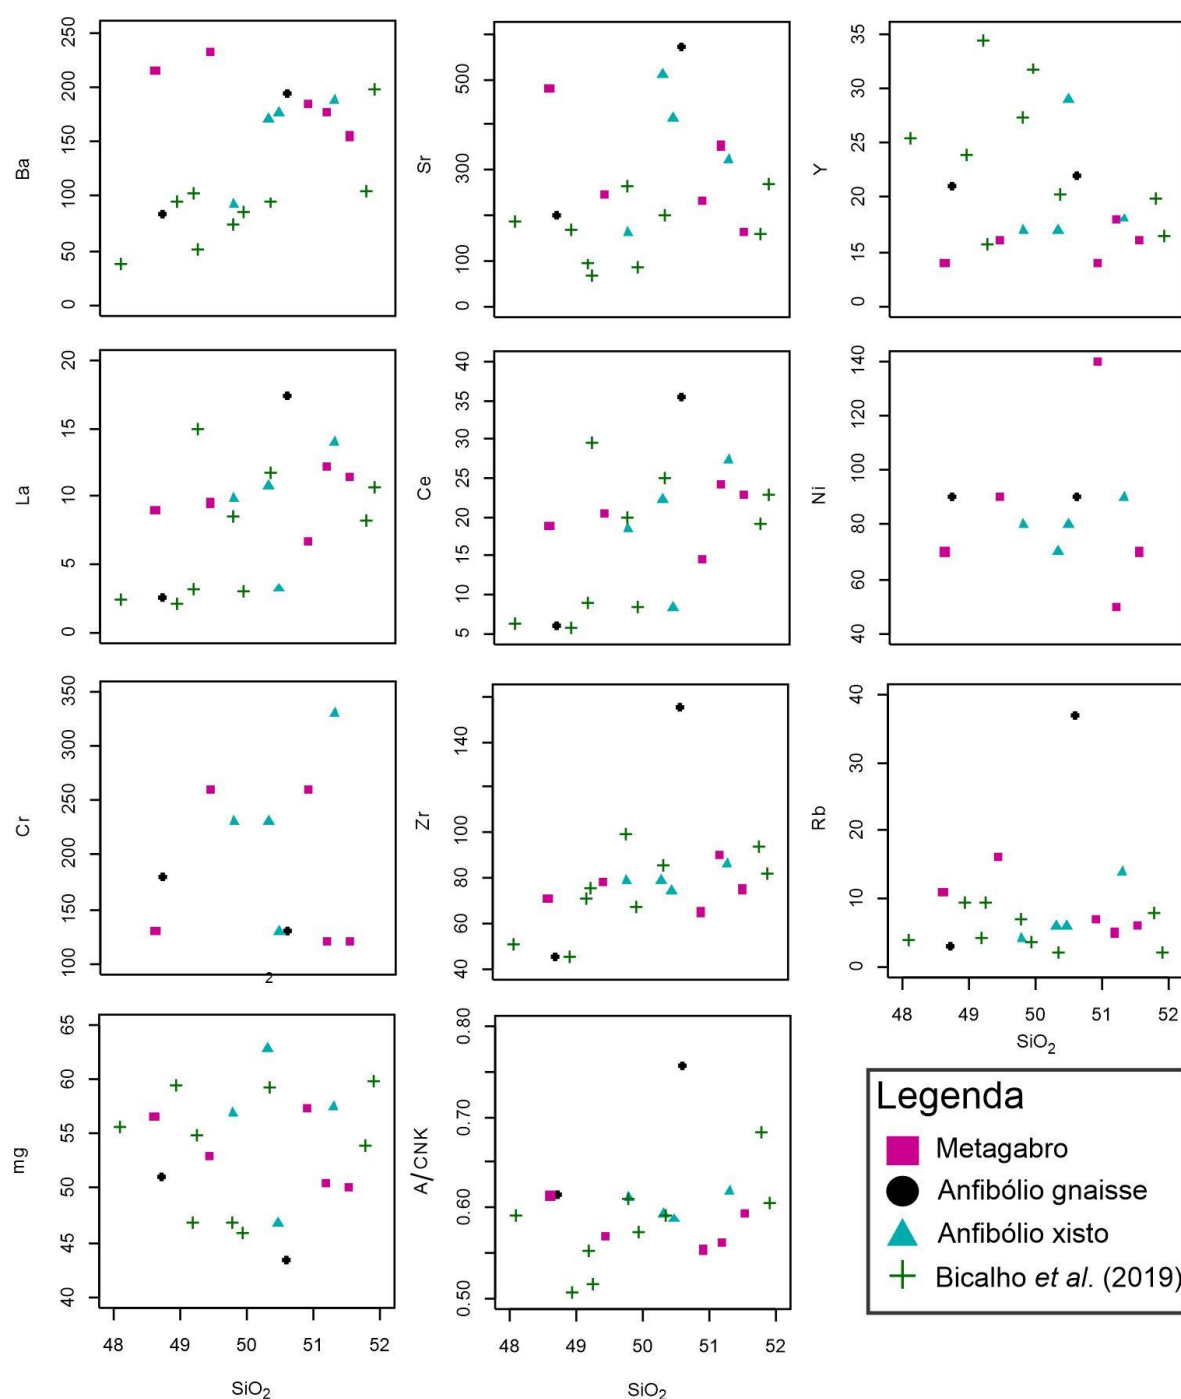 Ba
250
200
150
100
50
0
Sr
500
300
100
0
Y
35
30
25
20
15
0
La
20
15
10
5
0
Ce
40
35
30
25
20
15
10
5
Ni
140
120
100
80
60
40
Cr
350
300
250
200
150
100
2
Zr
140
100
80
60
40
Rb
40
30
20
10
0
48 49 50 51 52
SiO₂
mg
65
60
55
50
45
40
48 49 50 51 52
SiO₂
A/CNK
0.80
0.70
0.60
0.50
48 49 50 51 52
SiO₂
Legenda
Metagabro
Anfibólio gnaisse
Anfibólio xisto
Bicalho et al. (2019)